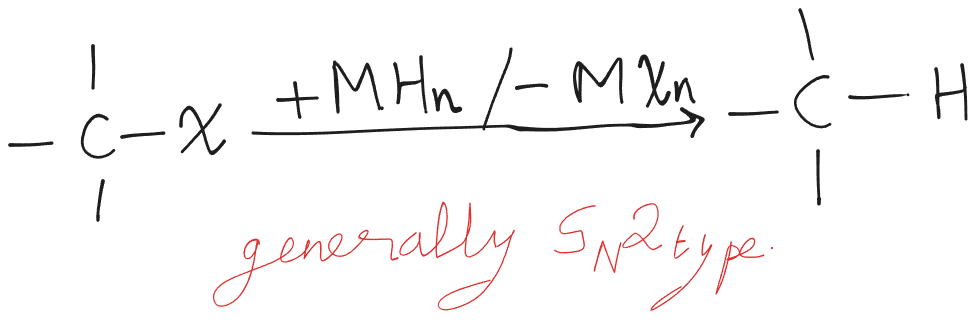 -C-X +MHn/-MXn -C-H
generally SN2 type.